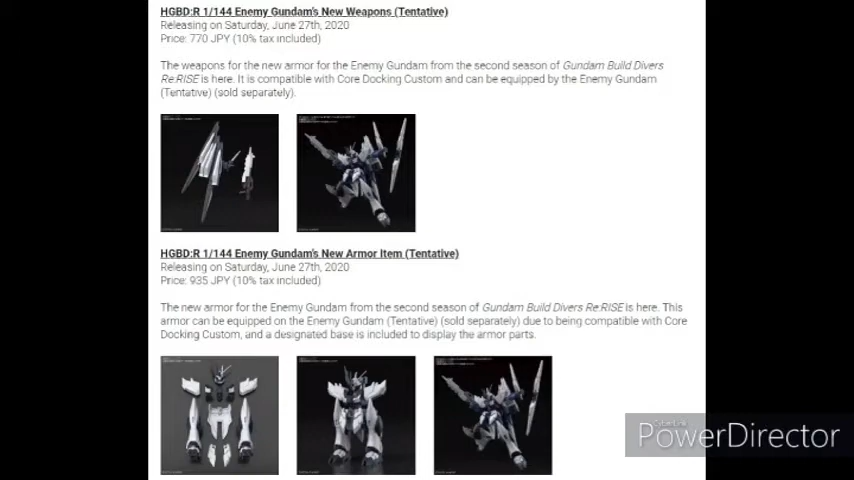 HGBD:R 1/144 Enemy Gundam's New Weapons (Tentative)
Releasing on Saturday, June 27th, 2020
Price: 770 JPY (10% tax included)
The weapons for the new armor for the Enemy Gundam from the second season of Gundam Build Divers
Re:RISE is here. It is compatible with Core Docking Custom and can be equipped by the Enemy Gundam
(Tentative) (sold separately).
HGBD:R 1/144 Enemy Gundam's New Armor Item (Tentative)
Releasing on Saturday, June 27th, 2020
Price: 935 JPY (10% tax included)
The new armor for the Enemy Gundam from the second season of Gundam Build Divers Re:RISE is here. This
armor can be equipped on the Enemy Gundam (Tentative) (sold separately) due to being compatible with Core
Docking Custom, and a designated base is included to display the armor parts.
CyberLink
PowerDirector